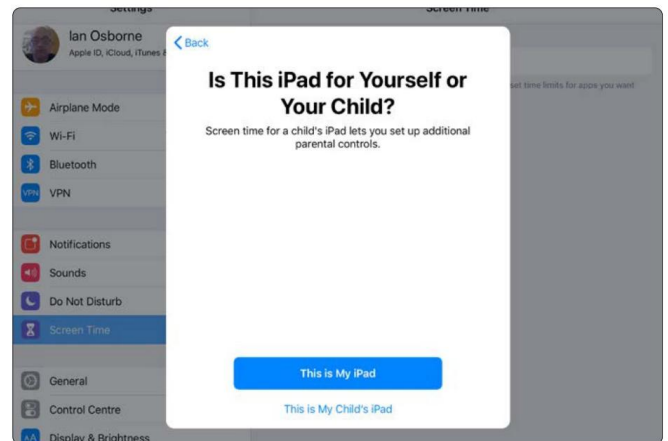 Settings
Screen Time
Ian Osborne
Apple ID, iCloud, iTunes &
Airplane Mode
Wi-Fi
Bluetooth
VPN
VPN
Notifications
Sounds
Do Not Disturb
Screen Time
General
Control Centre
AA
Display & Brightness
Back
Is This iPad for Yourself or
Your Child?
Screen time for a child's iPad lets you set up additional
parental controls.
This is My iPad
This is My Child's iPad
set time limits for apps you want